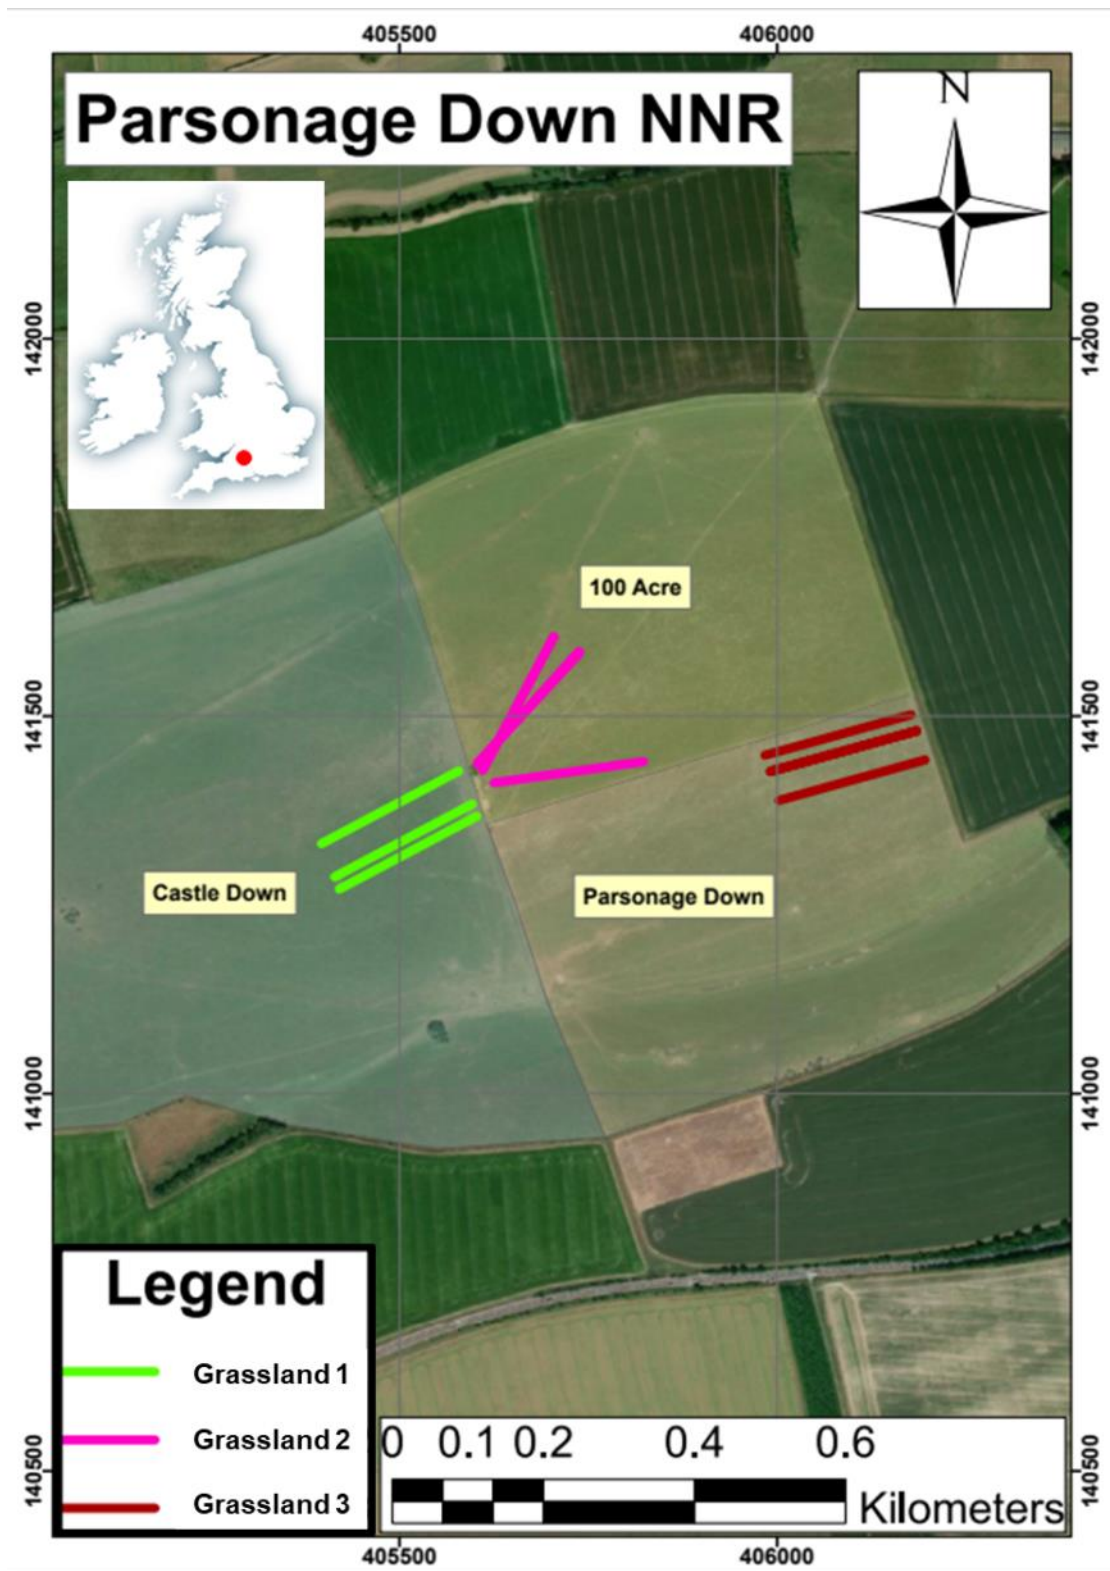 405500 406000
Parsonage Down NNR
N
142000 142000
100 Acre
141500 141500
Castle Down
Parsonage Down
141000 141000
Legend
Grassland 1
Grassland 2
Grassland 3
0 0.1 0.2 0.4 0.6
Kilometers
140500 140500
405500 406000